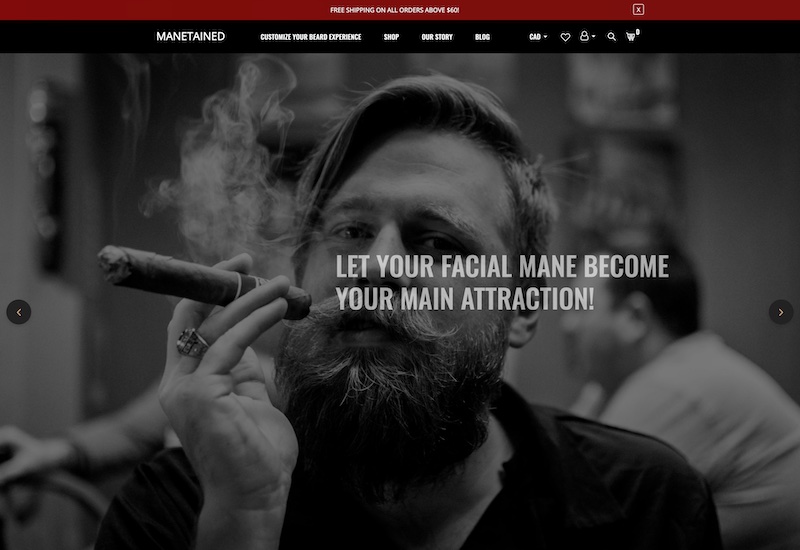 FREE SHIPPING ON ALL ORDERS ABOVE $60!
X
MANETAINED
CUSTOMIZE YOUR BEARD EXPERIENCE
SHOP
OUR STORY
BLOG
CAD
0
LET YOUR FACIAL MANE BECOME
YOUR MAIN ATTRACTION!